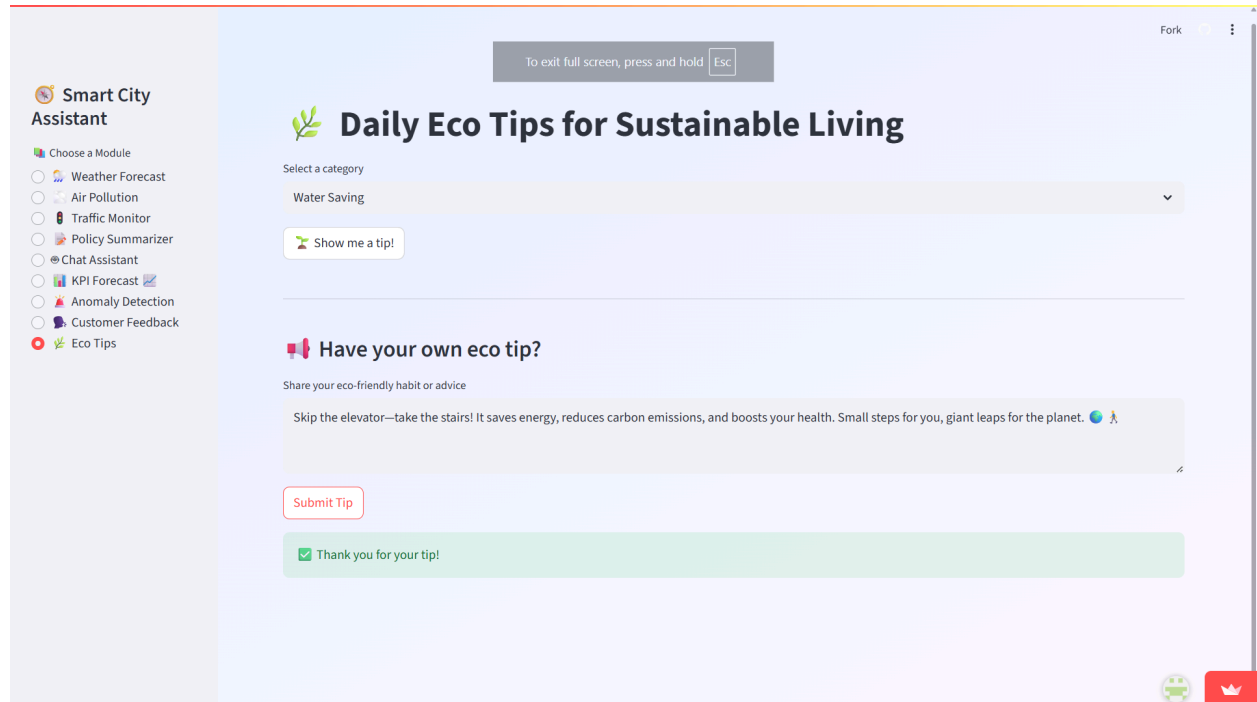 Fork
To exit full screen, press and hold Esc
🧭 Smart City
Assistant
Choose a Module
🌦️ Weather Forecast
🌫️ Air Pollution
🚦 Traffic Monitor
📝 Policy Summarizer
Chat Assistant
📊 KPI Forecast 📈
🚨 Anomaly Detection
🗣️ Customer Feedback
🌿 Eco Tips
🌿 Daily Eco Tips for Sustainable Living
Select a category
Water Saving
🌱 Show me a tip!
📢 Have your own eco tip?
Share your eco-friendly habit or advice
Skip the elevator—take the stairs! It saves energy, reduces carbon emissions, and boosts your health. Small steps for you, giant leaps for the planet. 🌍 🚶
Submit Tip
✅ Thank you for your tip!